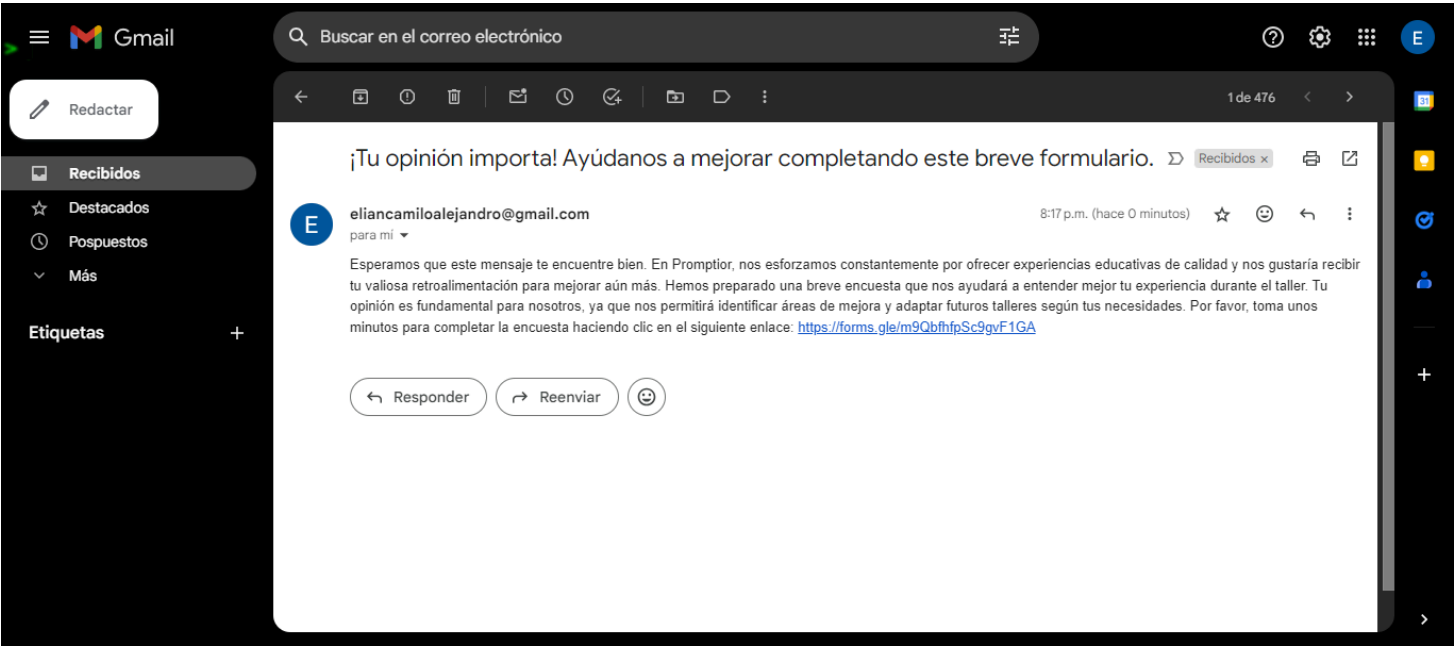 Gmail
Buscar en el correo electrónico
E
Redactar
1 de 476
31
Recibidos
Destacados
Pospuestos
Más
Etiquetas
¡Tu opinión importa! Ayúdanos a mejorar completando este breve formulario.
Recibidos ×
E
eliancamiloalejandro@gmail.com
8:17 p.m. (hace 0 minutos)
para mí
Esperamos que este mensaje te encuentre bien. En Promptior, nos esforzamos constantemente por ofrecer experiencias educativas de calidad y nos gustaría recibir
tu valiosa retroalimentación para mejorar aún más. Hemos preparado una breve encuesta que nos ayudará a entender mejor tu experiencia durante el taller. Tu
opinión es fundamental para nosotros, ya que nos permitirá identificar áreas de mejora y adaptar futuros talleres según tus necesidades. Por favor, toma unos
minutos para completar la encuesta haciendo clic en el siguiente enlace: https://forms.gle/m9QbfhfpSc9gvF1GA
Responder
Reenviar